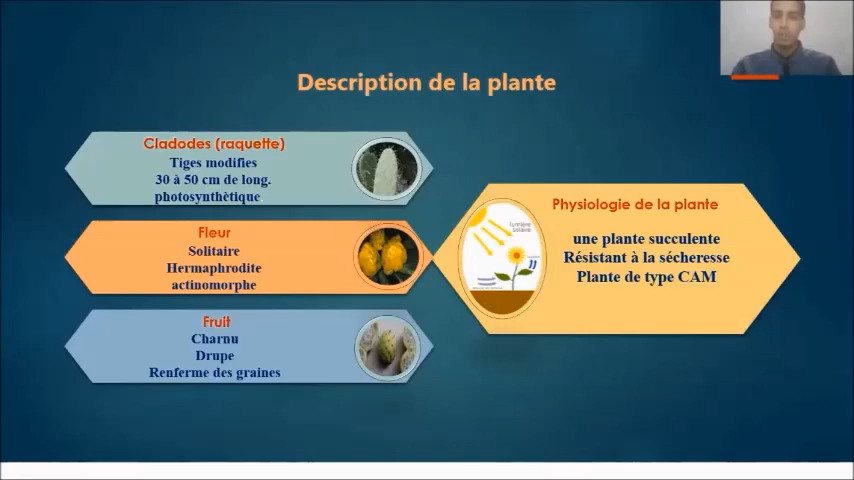 Description de la plante
Cladodes (raquette)
Tiges modifies
30 à 50 cm de long.
photosynthètique
Fleur
Solitaire
Hermaphrodite
actinomorphe
Fruit
Charnu
Drupe
Renferme des graines
Physiologie de la plante
une plante succulente
Résistant à la sécheresse
Plante de type CAM
lumière
solaire